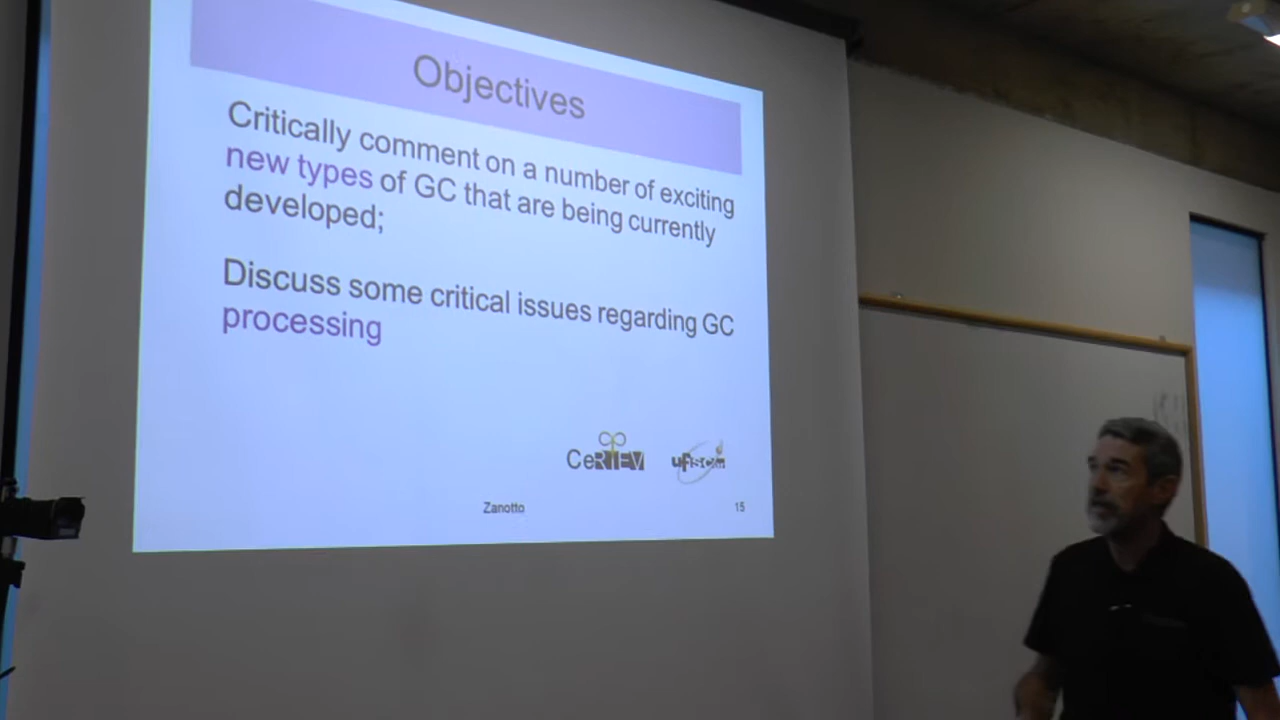 Objectives
Critically comment on a number of exciting
new types of GC that are being currently
developed;
Discuss some critical issues regarding GC
processing
CeRTEV
ufscar
Zanotto
15